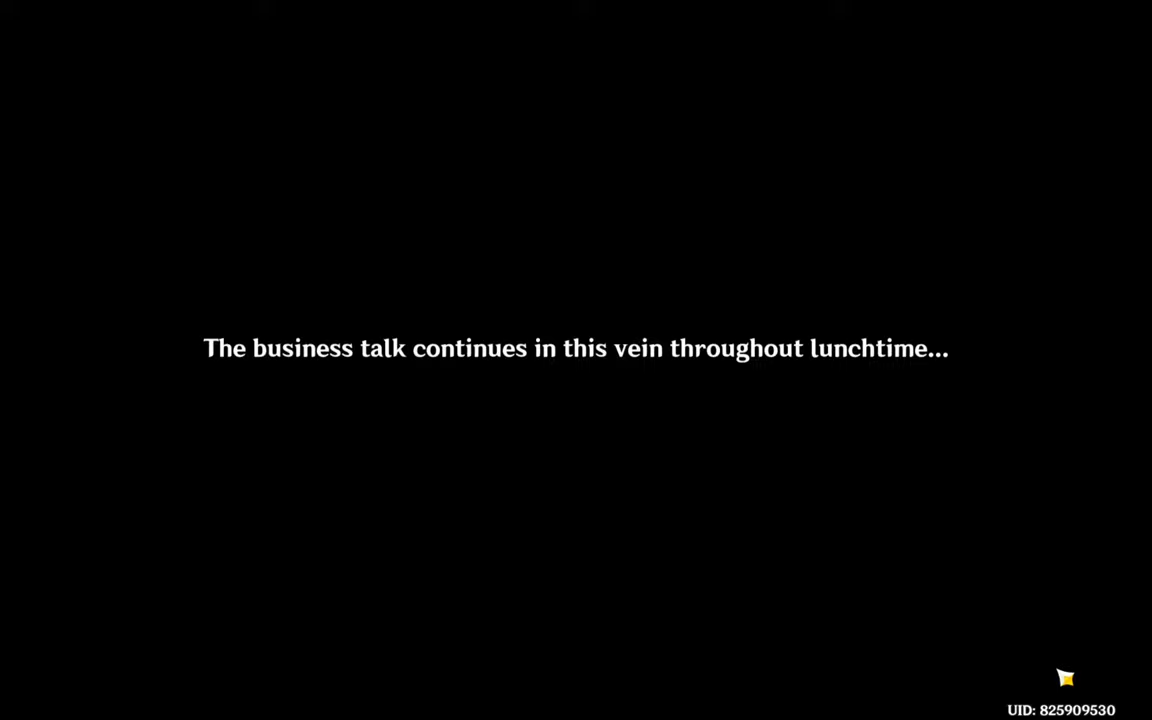 The business talk continues in this vein throughout lunchtime...
UID: 825909530